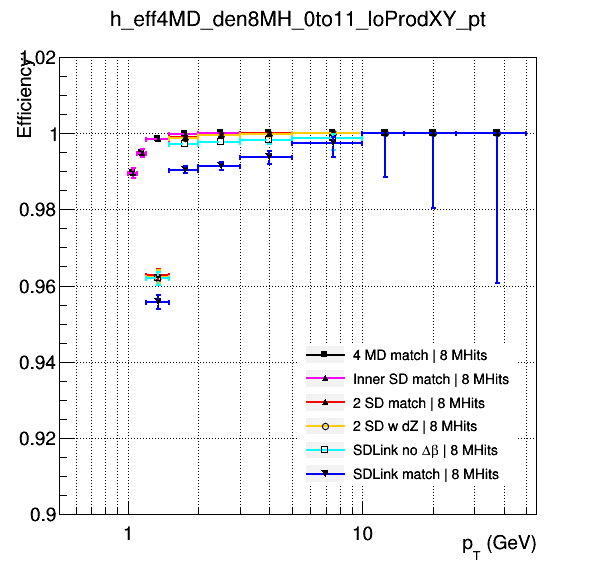 h_eff4MD_den8MH_0to11_loProdXY_pt
Efficiency
1.02
1
0.98
0.96
0.94
0.92
0.9
4 MD match | 8 MHits
Inner SD match | 8 MHits
2 SD match | 8 MHits
2 SD w dZ | 8 MHits
SDLink no Δβ | 8 MHits
SDLink match | 8 MHits
1
10
p_T (GeV)